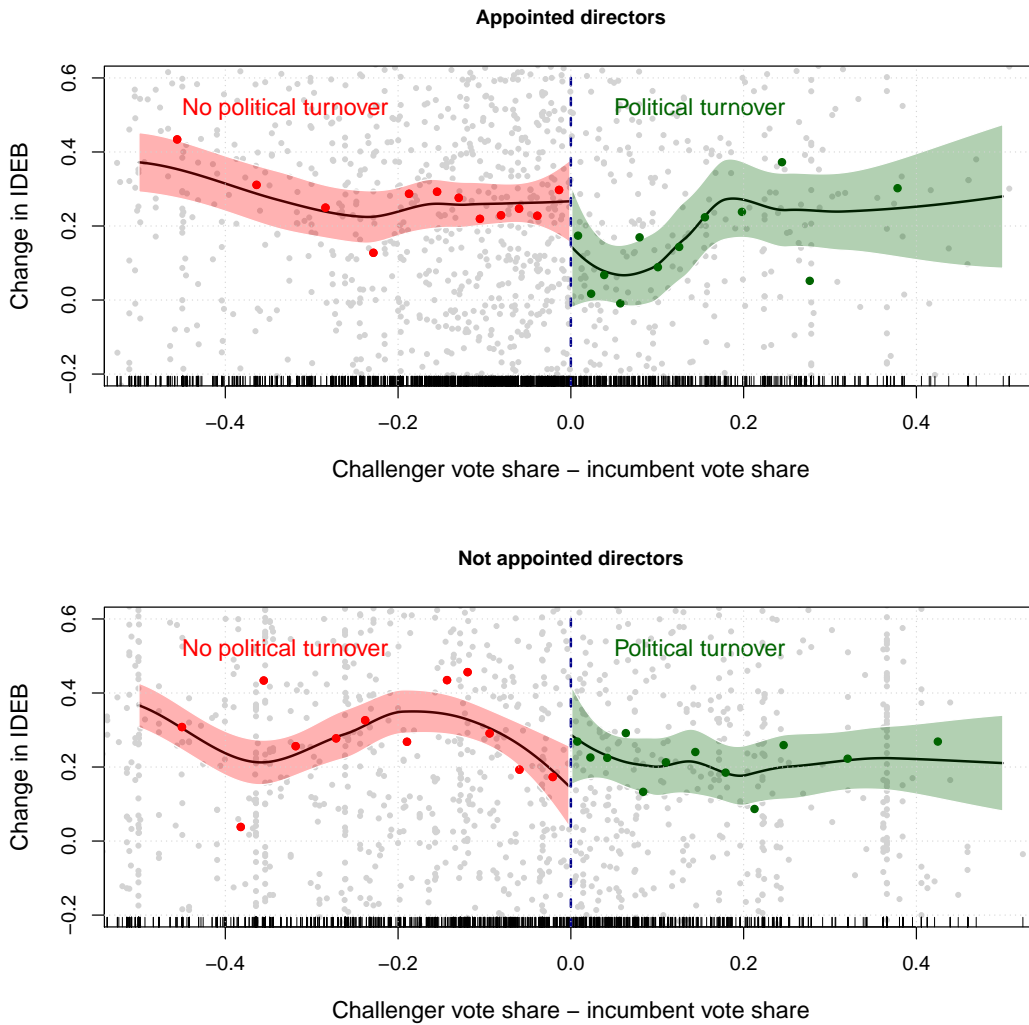 Appointed directors
No political turnover
Political turnover
Change in IDEB
0.6
0.4
0.2
0.0
−0.2
−0.4
−0.2
0.0
0.2
0.4
Challenger vote share − incumbent vote share
Not appointed directors
No political turnover
Political turnover
Change in IDEB
0.6
0.4
0.2
0.0
−0.2
−0.4
−0.2
0.0
0.2
0.4
Challenger vote share − incumbent vote share